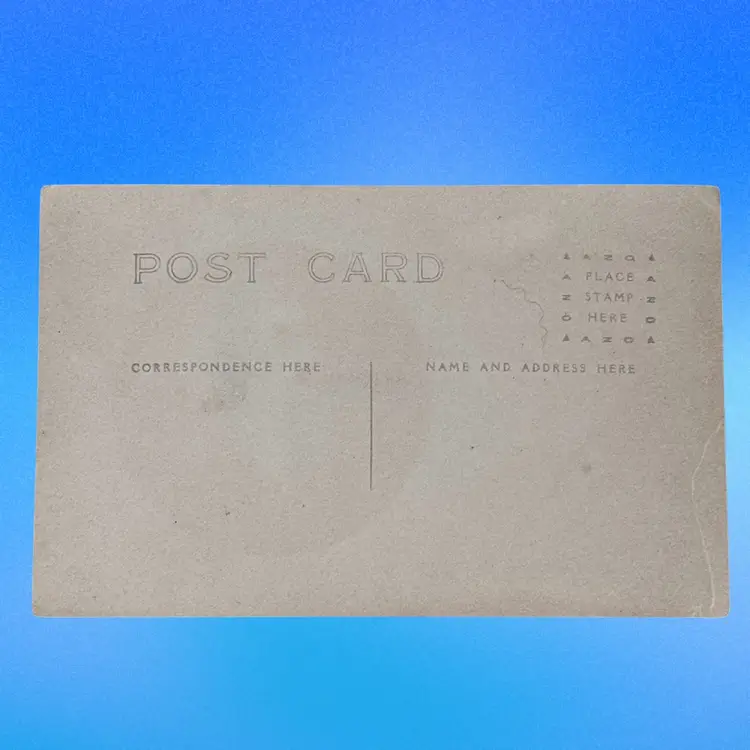 POST CARD
AZO
PLACE
STAMP
HERE
AZO
CORRESPONDENCE HERE
NAME AND ADDRESS HERE